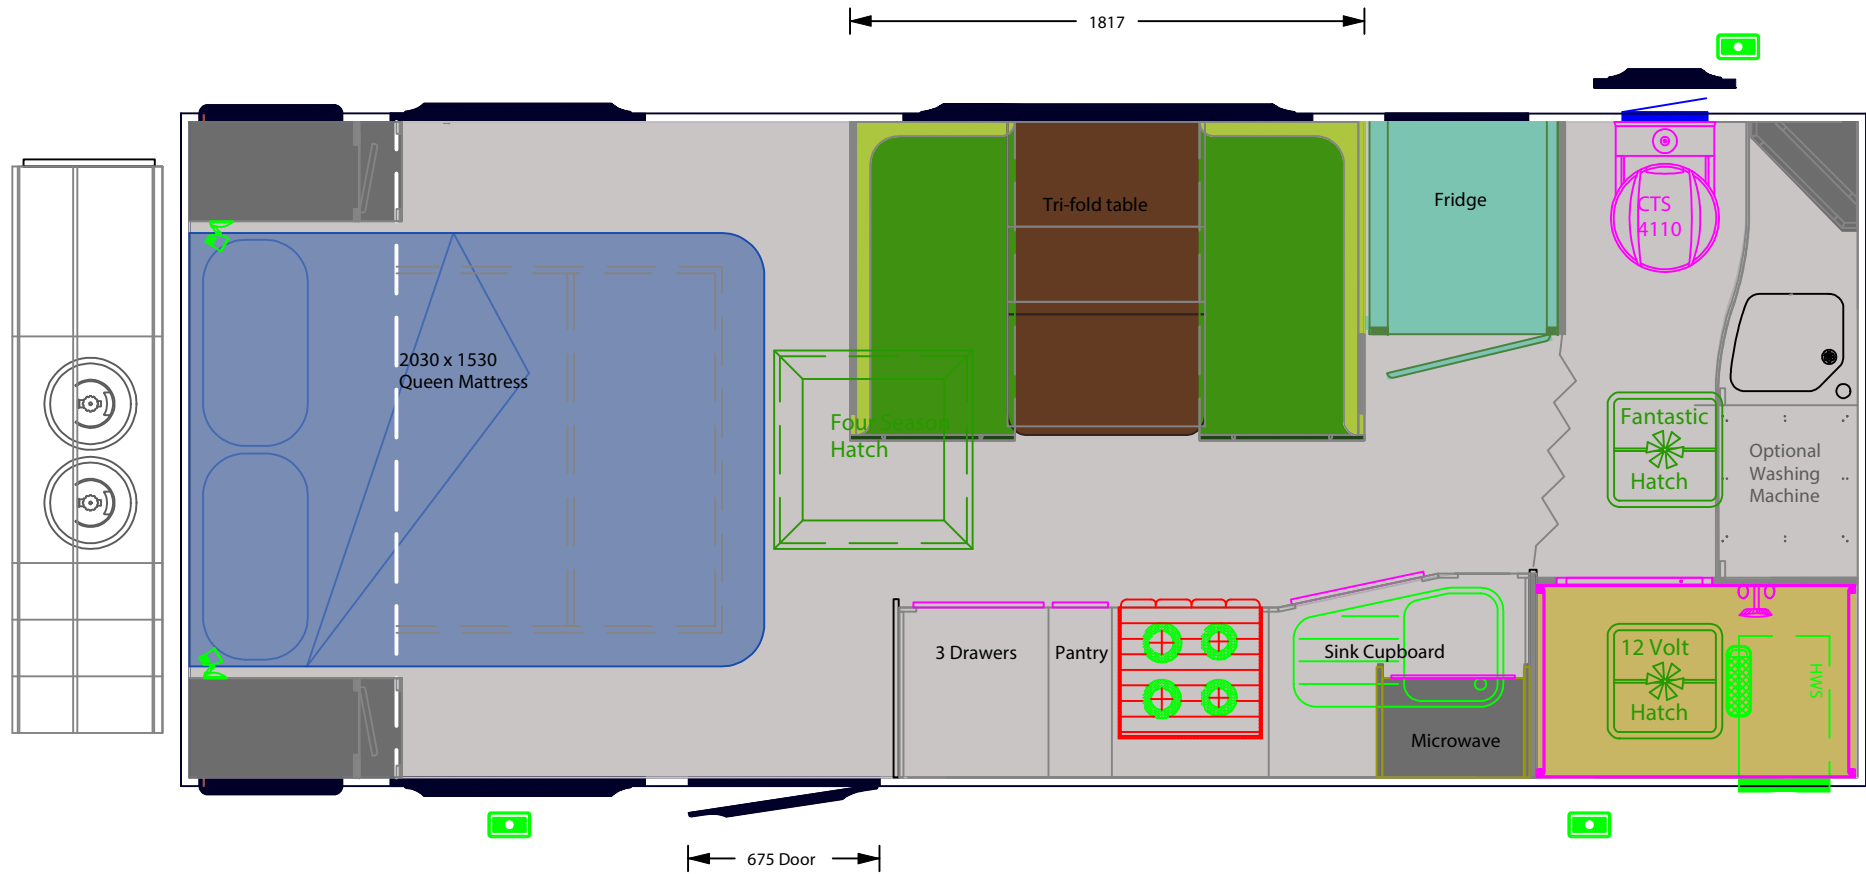 1817
Tri-fold table
Fridge
CTS
4110
2030 x 1530
Queen Mattress
Four Season
Hatch
Fantastic
Hatch
Optional
Washing
Machine
3 Drawers
Pantry
Sink Cupboard
Microwave
12 Volt
Hatch
HWS
675 Door